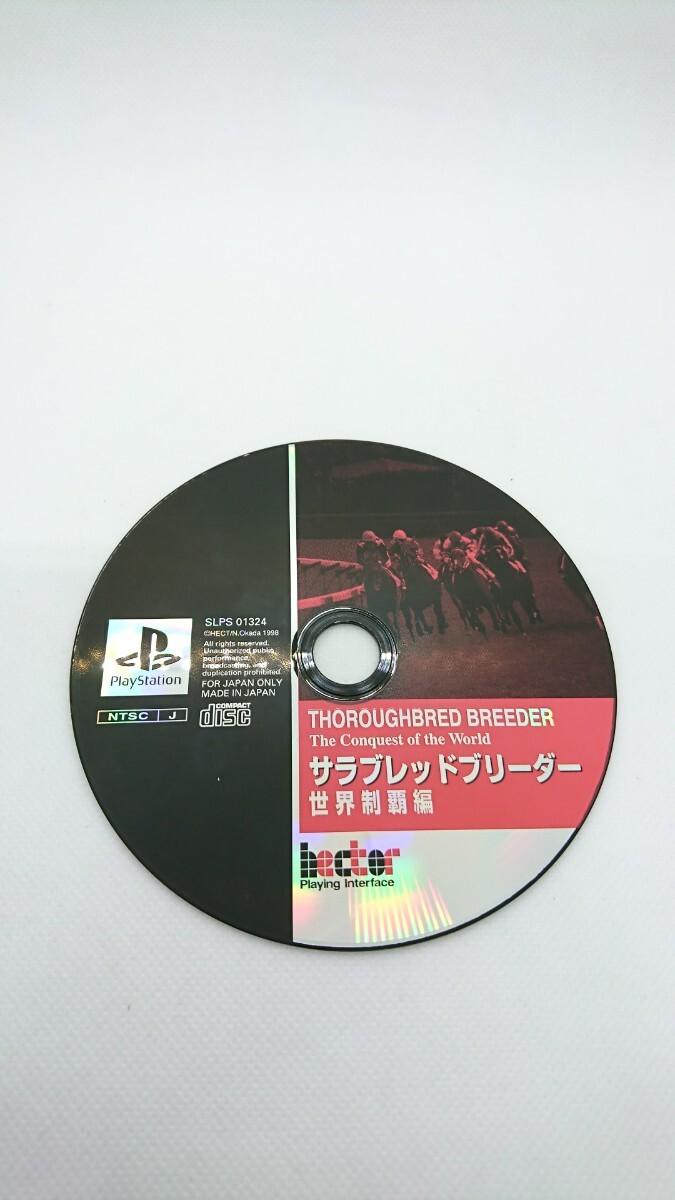 SLPS 01324
©HECT/N.Okada 1998
All rights reserved.
Unauthorized public
performance,
broadcasting, and
duplication prohibited.
FOR JAPAN ONLY
MADE IN JAPAN
PlayStation
NTSC J
COMPACT
disc
THOROUGHBRED BREEDER
The Conquest of the World
サラブレッドブリーダー
世界制覇編
hector
Playing Interface